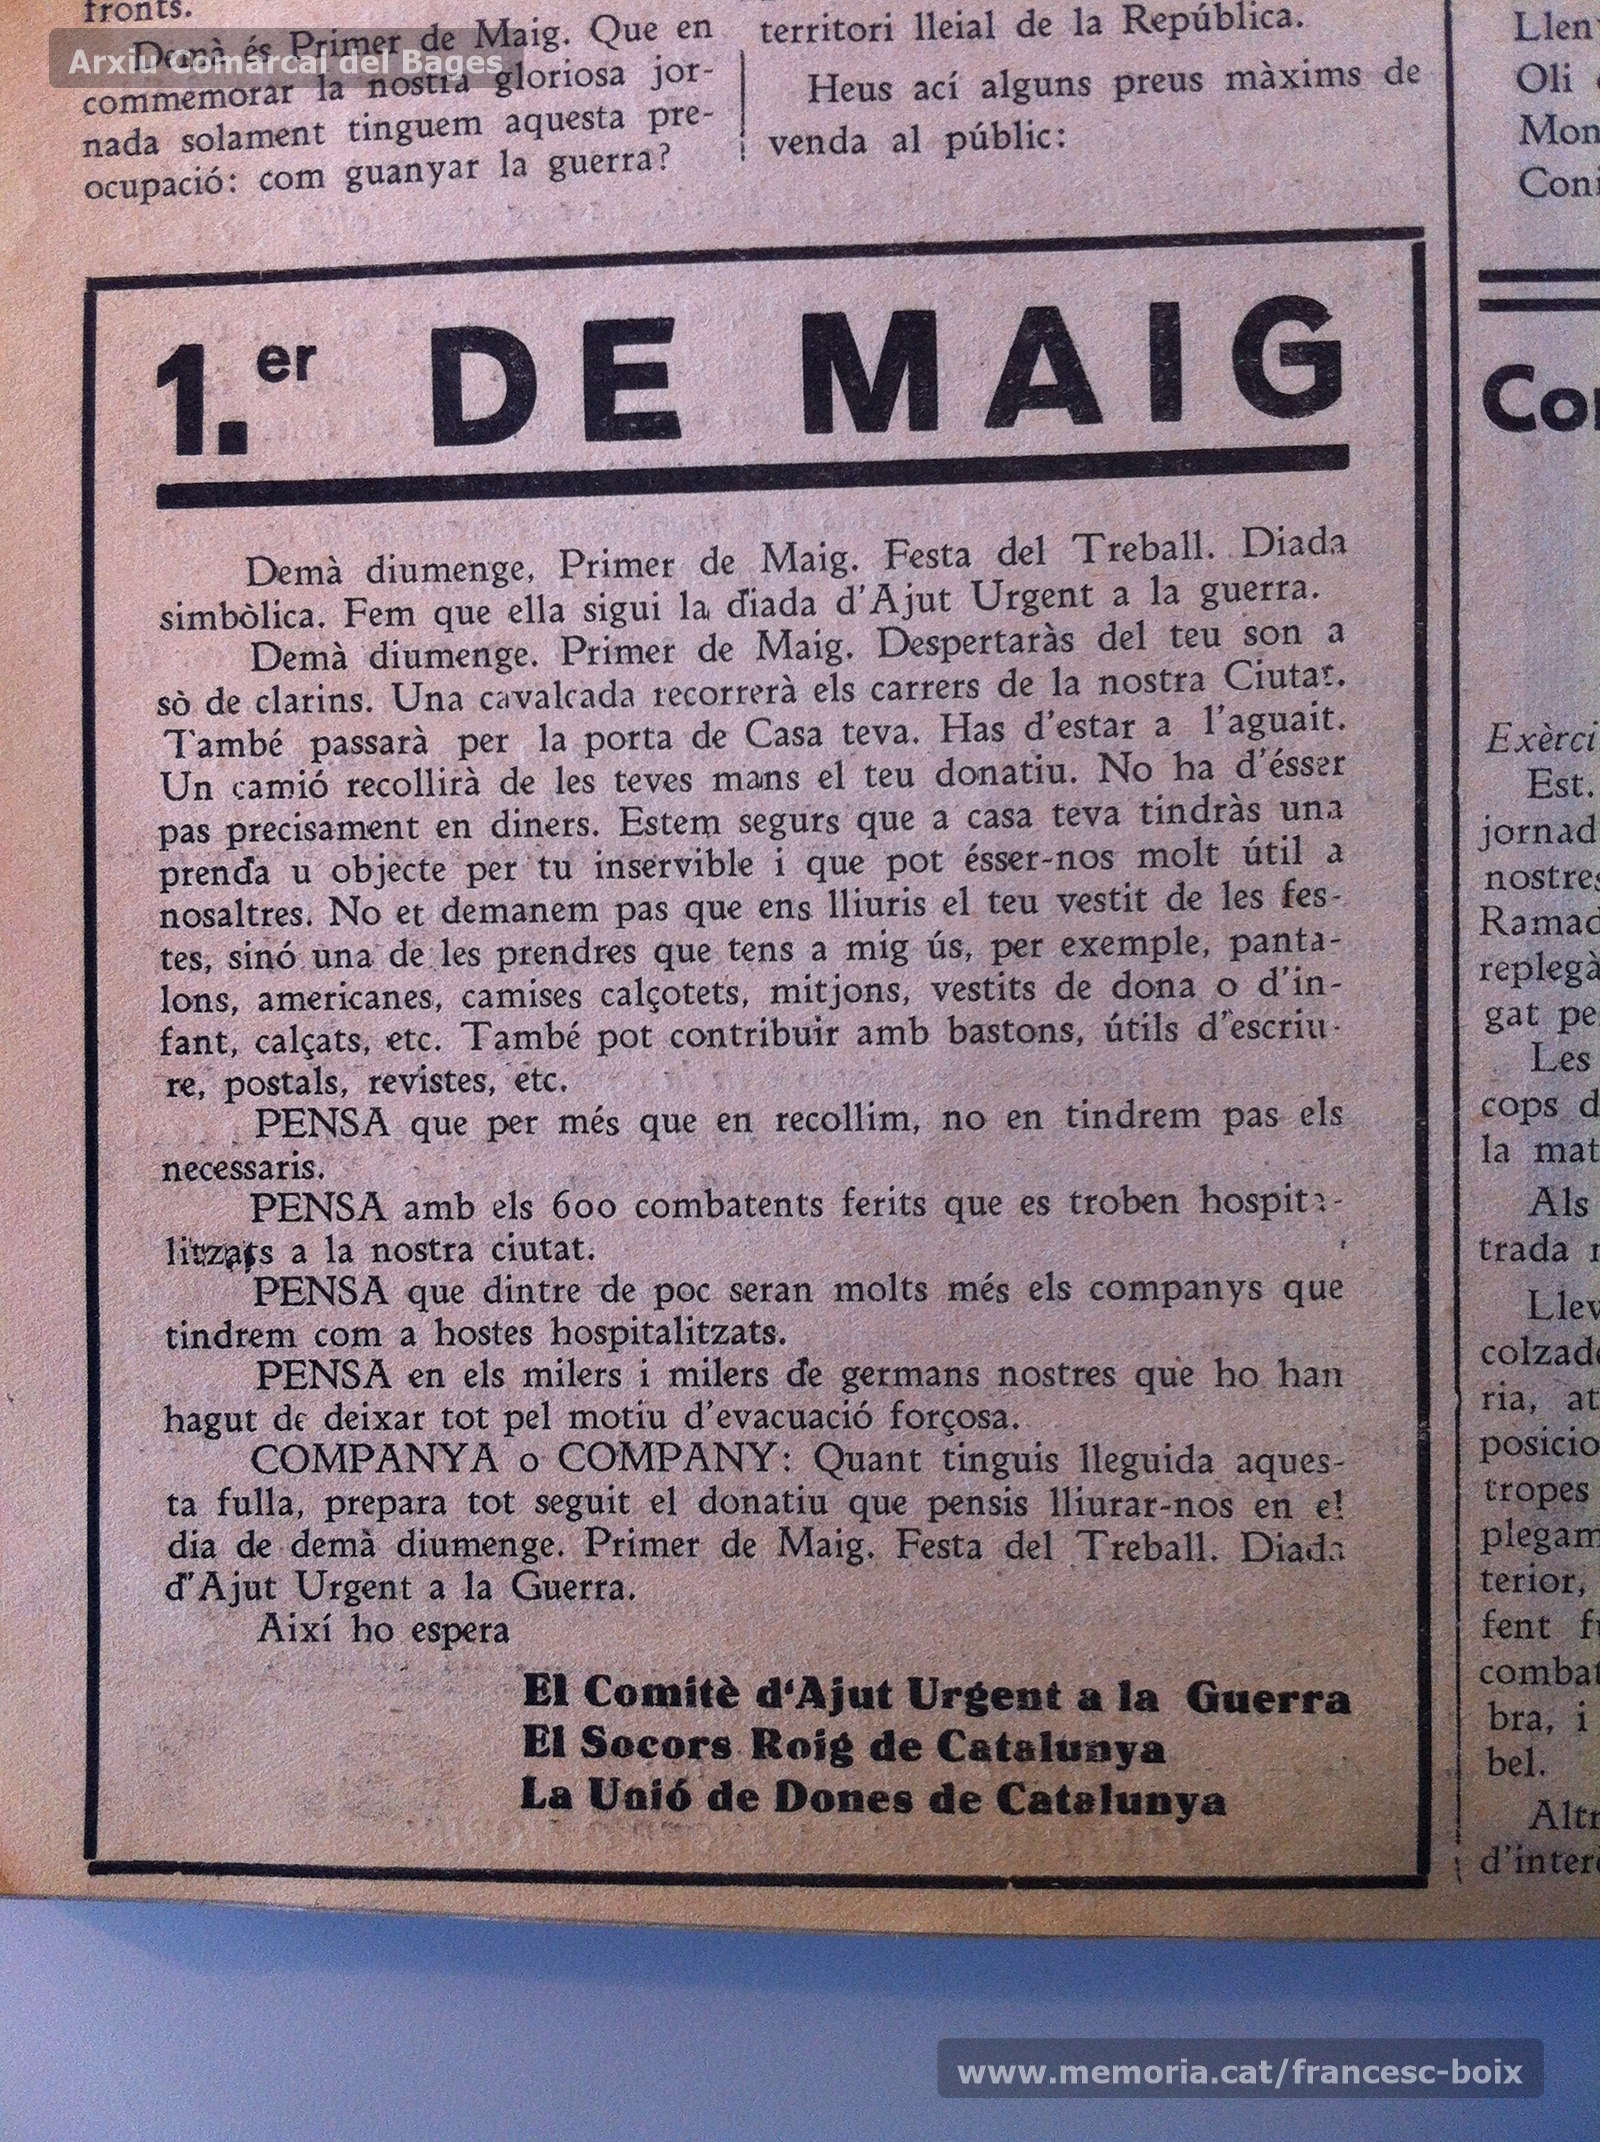 fronts.
Demà és Primer de Maig. Que en
commemorar la nostra gloriosa jor-
nada solament tinguem aquesta pre-
ocupació: com guanyar la guerra?
territori lleial de la República.
Heus ací alguns preus màxims de
venda al públic:
Arxiu Comarcal del Bages
1.er DE MAIG
Demà diumenge, Primer de Maig. Festa del Treball. Diada
simbòlica. Fem que ella sigui la diada d'Ajut Urgent a la guerra.
Demà diumenge. Primer de Maig. Despertaràs del teu son a
sò de clarins. Una cavalcada recorrerà els carrers de la nostra Ciutat.
També passarà per la porta de Casa teva. Has d'estar a l'aguait.
Un camió recollirà de les teves mans el teu donatiu. No ha d'ésser
pas precisament en diners. Estem segurs que a casa teva tindràs una
prenda u objecte per tu inservible i que pot ésser-nos molt útil a
nosaltres. No et demanem pas que ens lliuris el teu vestit de les fes-
tes, sinó una de les prendres que tens a mig ús, per exemple, panta-
lons, americanes, camises calçotets, mitjons, vestits de dona o d'in-
fant, calçats, etc. També pot contribuir amb bastons, útils d'escriu-
re, postals, revistes, etc.
PENSA que per més que en recollim, no en tindrem pas els
necessaris.
PENSA amb els 600 combatents ferits que es troben hospita-
litzats a la nostra ciutat.
PENSA que dintre de poc seran molts més els companys que
tindrem com a hostes hospitalitzats.
PENSA en els milers i milers de germans nostres que ho han
hagut de deixar tot pel motiu d'evacuació forçosa.
COMPANYA o COMPANY: Quant tinguis lleguida aques-
ta fulla, prepara tot seguit el donatiu que pensis lliurar-nos en el
dia de demà diumenge. Primer de Maig. Festa del Treball. Diada
d'Ajut Urgent a la Guerra.
Així ho espera
El Comitè d'Ajut Urgent a la Guerra
El Socors Roig de Catalunya
La Unió de Dones de Catalunya
Oli
Est.
jornad
nostres
Ramad
replegà
gat pe
Les
cops d
la mat
Als
trada
Llev
colzad
ria, at
posicio
tropes
plegam
terior,
fent f
combat
bra, i
bel.
Altr
d'inter
www.memoria.cat/francesc-boix